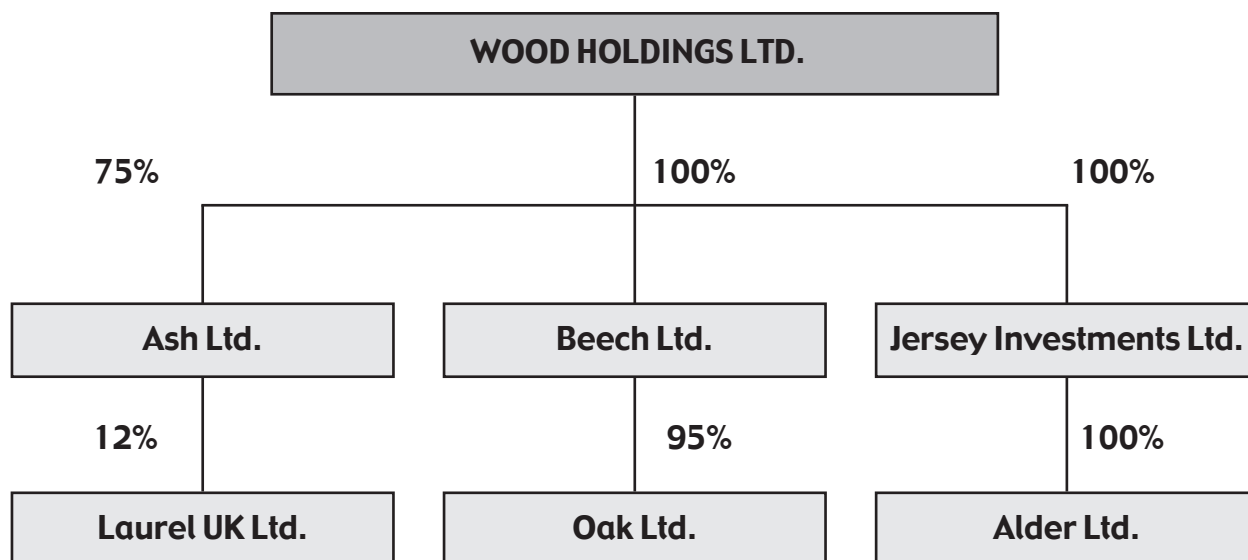 WOOD HOLDINGS LTD.
75%
100%
100%
Ash Ltd.
Beech Ltd.
Jersey Investments Ltd.
12%
95%
100%
Laurel UK Ltd.
Oak Ltd.
Alder Ltd.